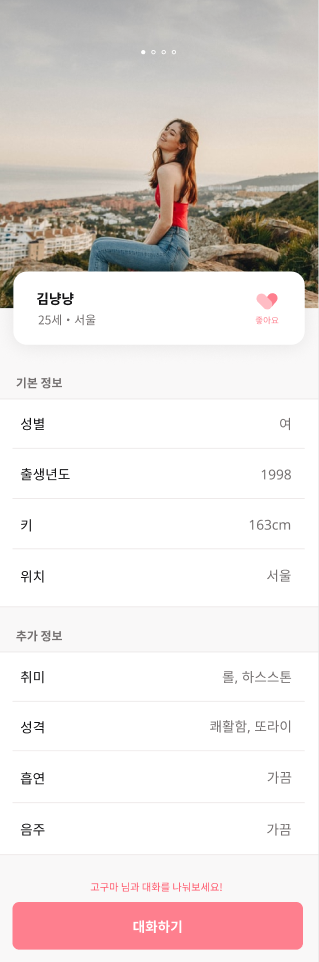 김냥냥
25세 • 서울
좋아요
기본 정보
성별 여
출생년도 1998
키 163cm
위치 서울
추가 정보
취미 롤, 하스스톤
성격 쾌활함, 또라이
흡연 가끔
음주 가끔
고구마 님과 대화를 나눠보세요!
대화하기